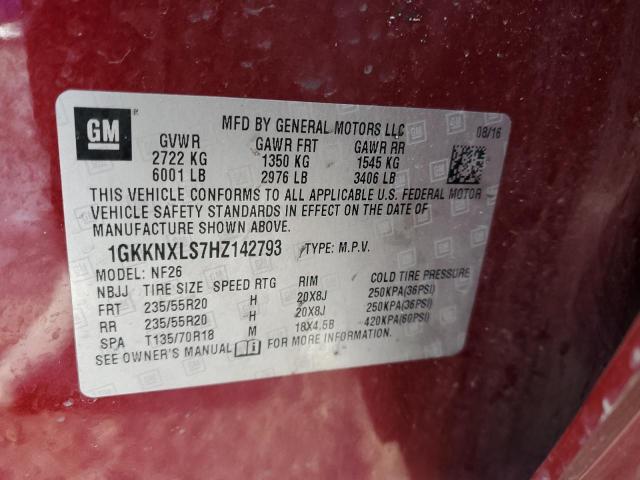 GM
MFD BY GENERAL MOTORS LLC 08/16
GVWR GAWR FRT GAWR RR
2722 KG 1350 KG 1545 KG
6001 LB 2976 LB 3406 LB
THIS VEHICLE CONFORMS TO ALL APPLICABLE U.S. FEDERAL MOTOR
VEHICLE SAFETY STANDARDS IN EFFECT ON THE DATE OF
MANUFACTURE SHOWN ABOVE.
1GKKNXLS7HZ142793 TYPE: M.P.V.
MODEL: NF26
NBJJ TIRE SIZE SPEED RTG RIM COLD TIRE PRESSURE
FRT 235/55R20 H 20X8J 250KPA(36PSI)
RR 235/55R20 H 20X8J 250KPA(36PSI)
SPA T135/70R18 M 18X4.5B 420KPA(60PSI)
SEE OWNER'S MANUAL FOR MORE INFORMATION.